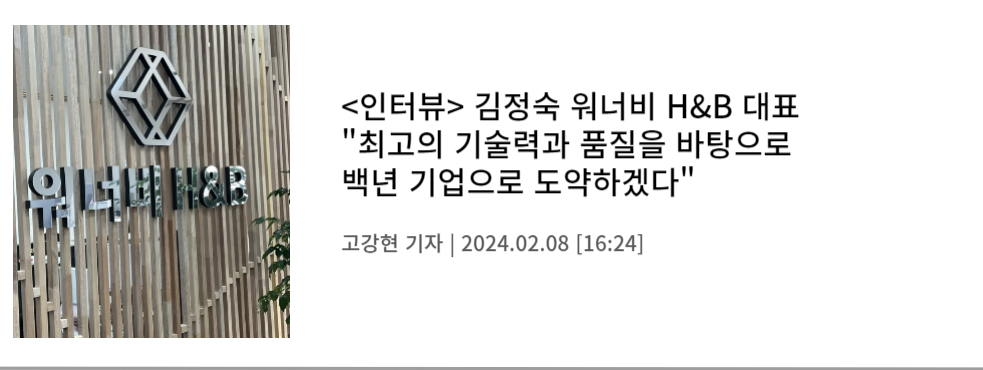 워너비 H&B
<인터뷰> 김정숙 워너비 H&B 대표
"최고의 기술력과 품질을 바탕으로
백년 기업으로 도약하겠다"
고강현 기자 | 2024.02.08 [16:24]